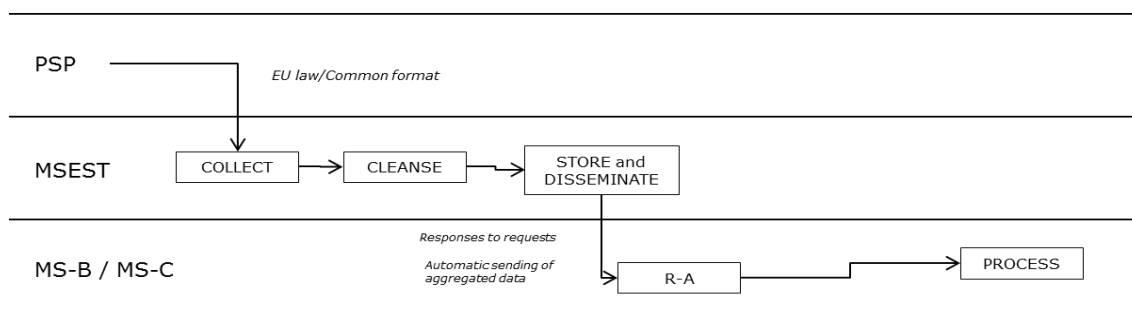 PSP
EU law/Common format
MSEST
COLLECT
CLEANSE
STORE and
DISSEMINATE
Responses to requests
MS-B / MS-C
Automatic sending of
aggregated data
R-A
PROCESS